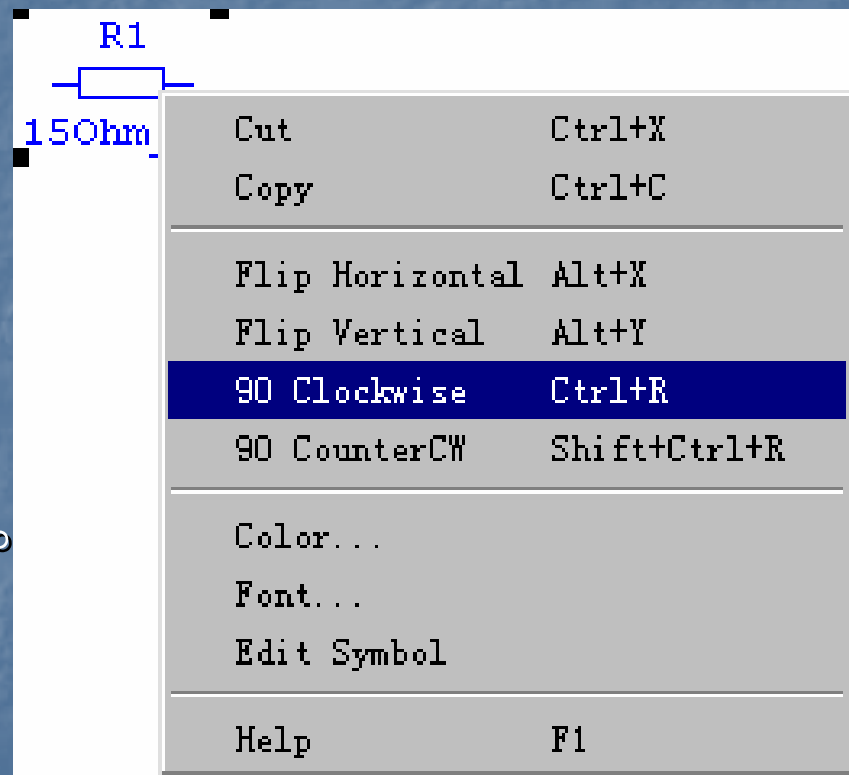 R1
15Ohm
Cut Ctrl+X
Copy Ctrl+C
Flip Horizontal Alt+X
Flip Vertical Alt+Y
90 Clockwise Ctrl+R
90 CounterCW Shift+Ctrl+R
Color...
Font...
Edit Symbol
Help F1